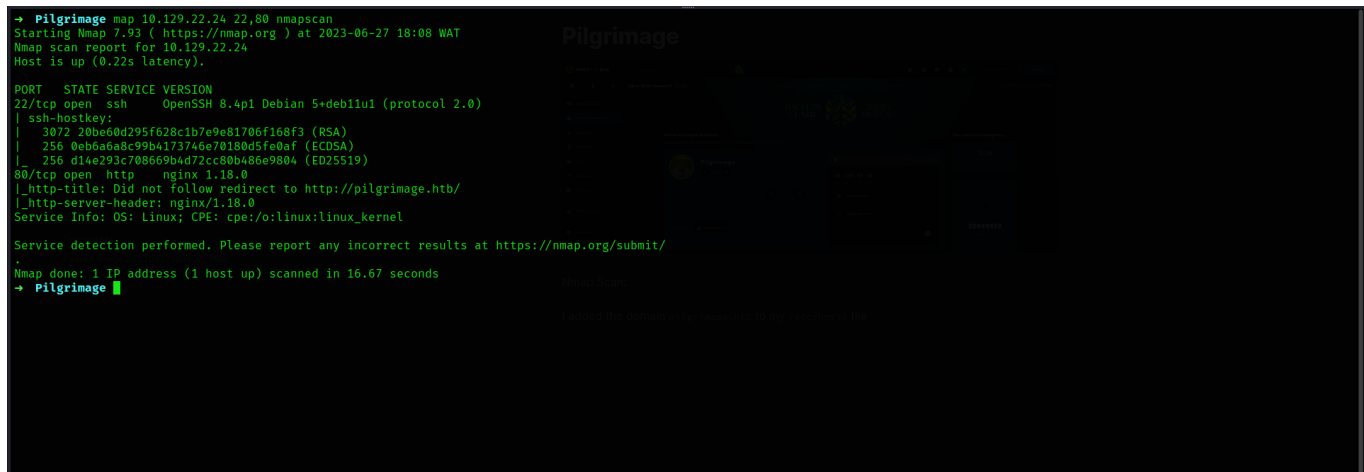 → Pilgrimage map 10.129.22.24 22,80 nmapscan
Starting Nmap 7.93 ( https://nmap.org ) at 2023-06-27 18:08 WAT
Nmap scan report for 10.129.22.24
Host is up (0.22s latency).
PORT   STATE SERVICE VERSION
22/tcp open  ssh     OpenSSH 8.4p1 Debian 5+deb11u1 (protocol 2.0)
| ssh-hostkey:
|   3072 20be60d295f628c1b7e9e81706f168f3 (RSA)
|   256 0eb6a6a8c99b4173746e70180d5fe0af (ECDSA)
|_  256 d14e293c708669b4d72cc80b486e9804 (ED25519)
80/tcp open  http    nginx 1.18.0
|_http-title: Did not follow redirect to http://pilgrimage.htb/
|_http-server-header: nginx/1.18.0
Service Info: OS: Linux; CPE: cpe:/o:linux:linux_kernel
Service detection performed. Please report any incorrect results at https://nmap.org/submit/
.
Nmap done: 1 IP address (1 host up) scanned in 16.67 seconds
→ Pilgrimage
Pilgrimage
Nmap Scan